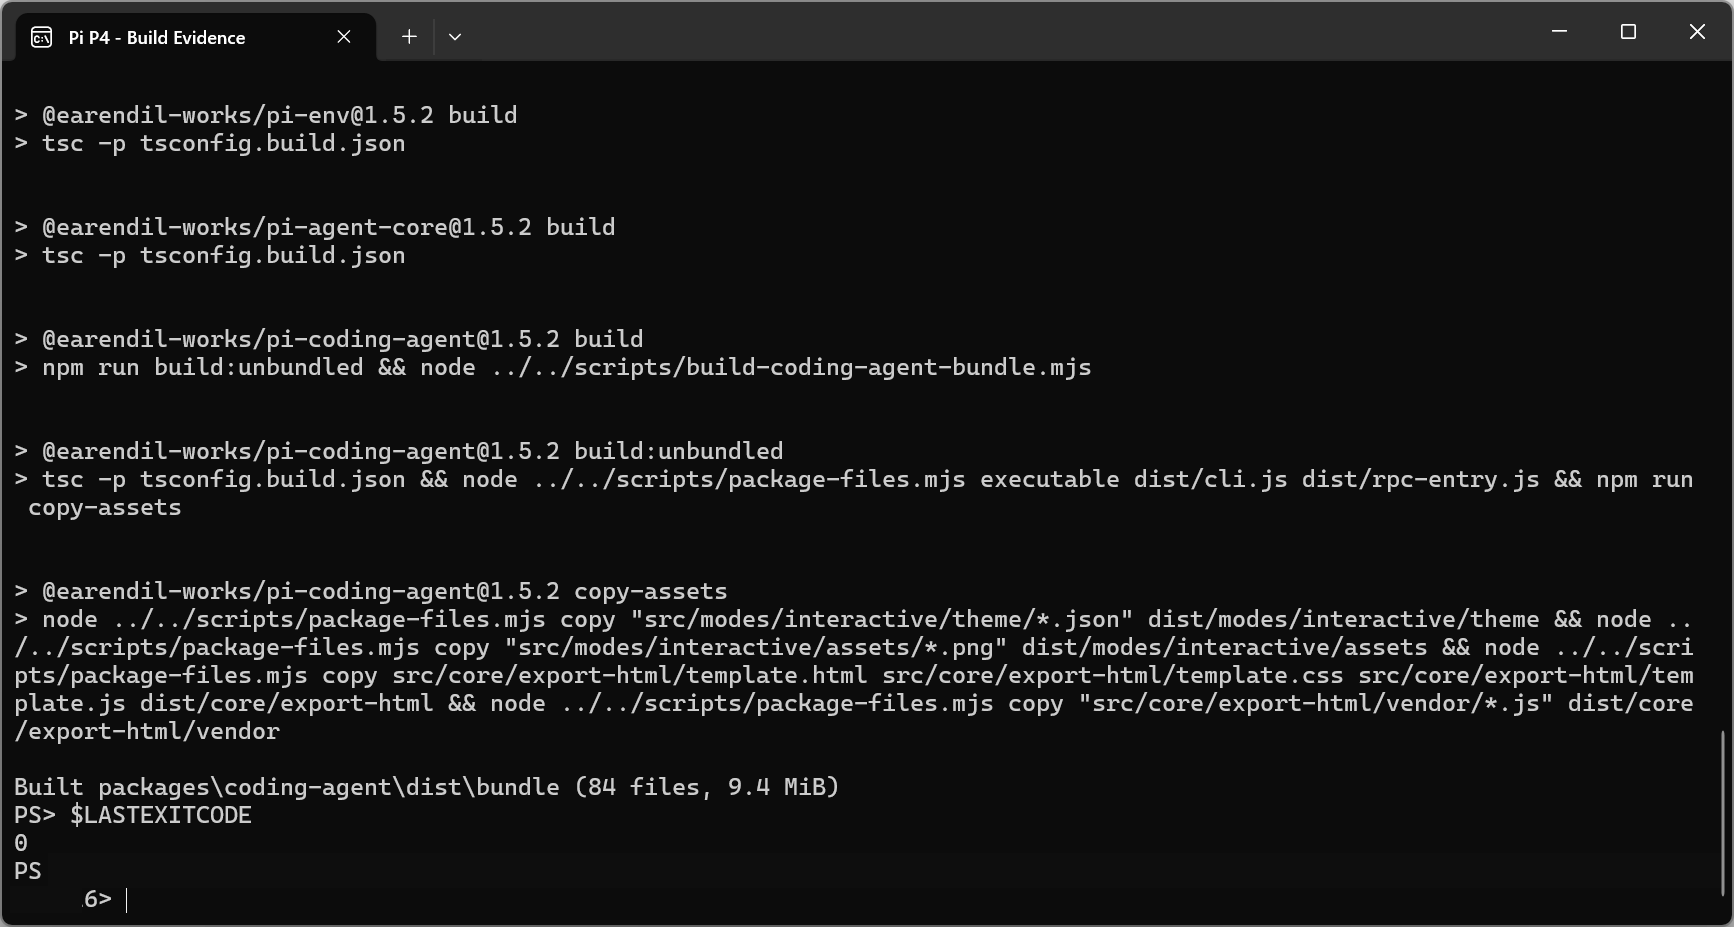 Pi P4 - Build Evidence
> @earendil-works/pi-env@1.5.2 build
> tsc -p tsconfig.build.json
> @earendil-works/pi-agent-core@1.5.2 build
> tsc -p tsconfig.build.json
> @earendil-works/pi-coding-agent@1.5.2 build
> npm run build:unbundled && node ../../scripts/build-coding-agent-bundle.mjs
> @earendil-works/pi-coding-agent@1.5.2 build:unbundled
> tsc -p tsconfig.build.json && node ../../scripts/package-files.mjs executable dist/cli.js dist/rpc-entry.js && npm run
copy-assets
> @earendil-works/pi-coding-agent@1.5.2 copy-assets
> node ../../scripts/package-files.mjs copy "src/modes/interactive/theme/*.json" dist/modes/interactive/theme && node ..
/../scripts/package-files.mjs copy "src/modes/interactive/assets/*.png" dist/modes/interactive/assets && node ../../scri
pts/package-files.mjs copy src/core/export-html/template.html src/core/export-html/template.css src/core/export-html/tem
plate.js dist/core/export-html && node ../../scripts/package-files.mjs copy "src/core/export-html/vendor/*.js" dist/core
/export-html/vendor
Built packages\coding-agent\dist\bundle (84 files, 9.4 MiB)
PS> $LASTEXITCODE
0
PS
.6>